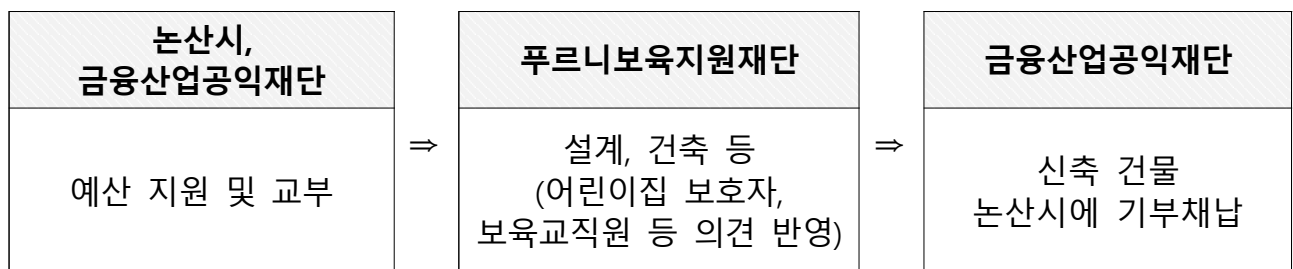 논산시,
금융산업공익재단
예산 지원 및 교부
⇒
푸르니보육지원재단
설계, 건축 등
(어린이집 보호자,
보육교직원 등 의견 반영)
⇒
금융산업공익재단
신축 건물
논산시에 기부채납